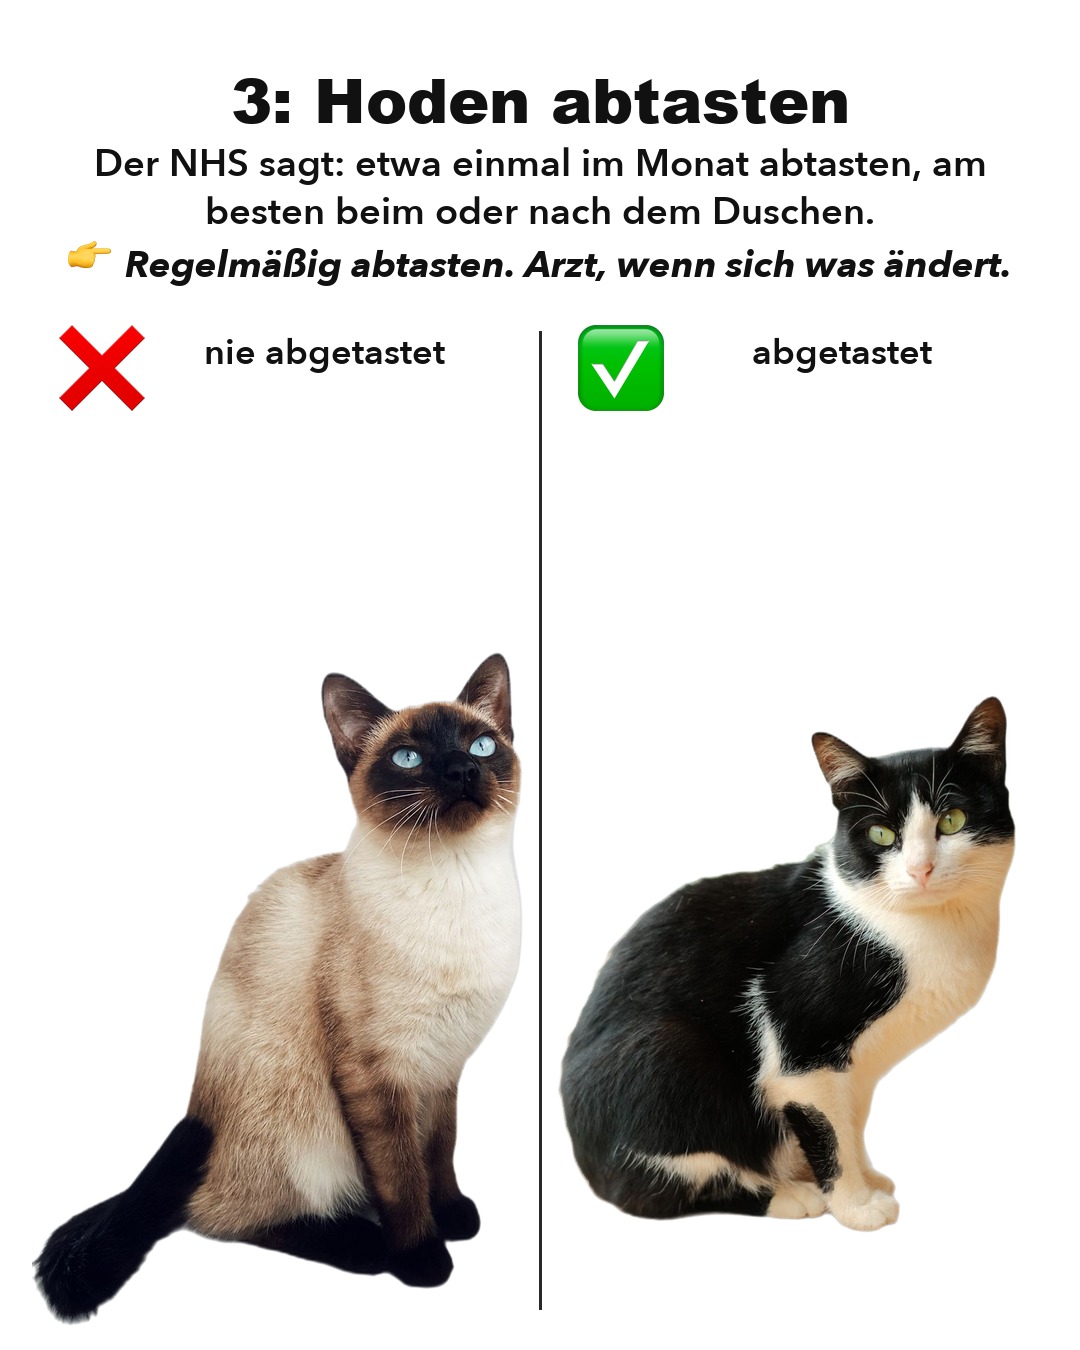 3: Hoden abtasten
Der NHS sagt: etwa einmal im Monat abtasten, am
besten beim oder nach dem Duschen.
👉 Regelmäßig abtasten. Arzt, wenn sich was ändert.
❌ nie abgetastet
✅ abgetastet